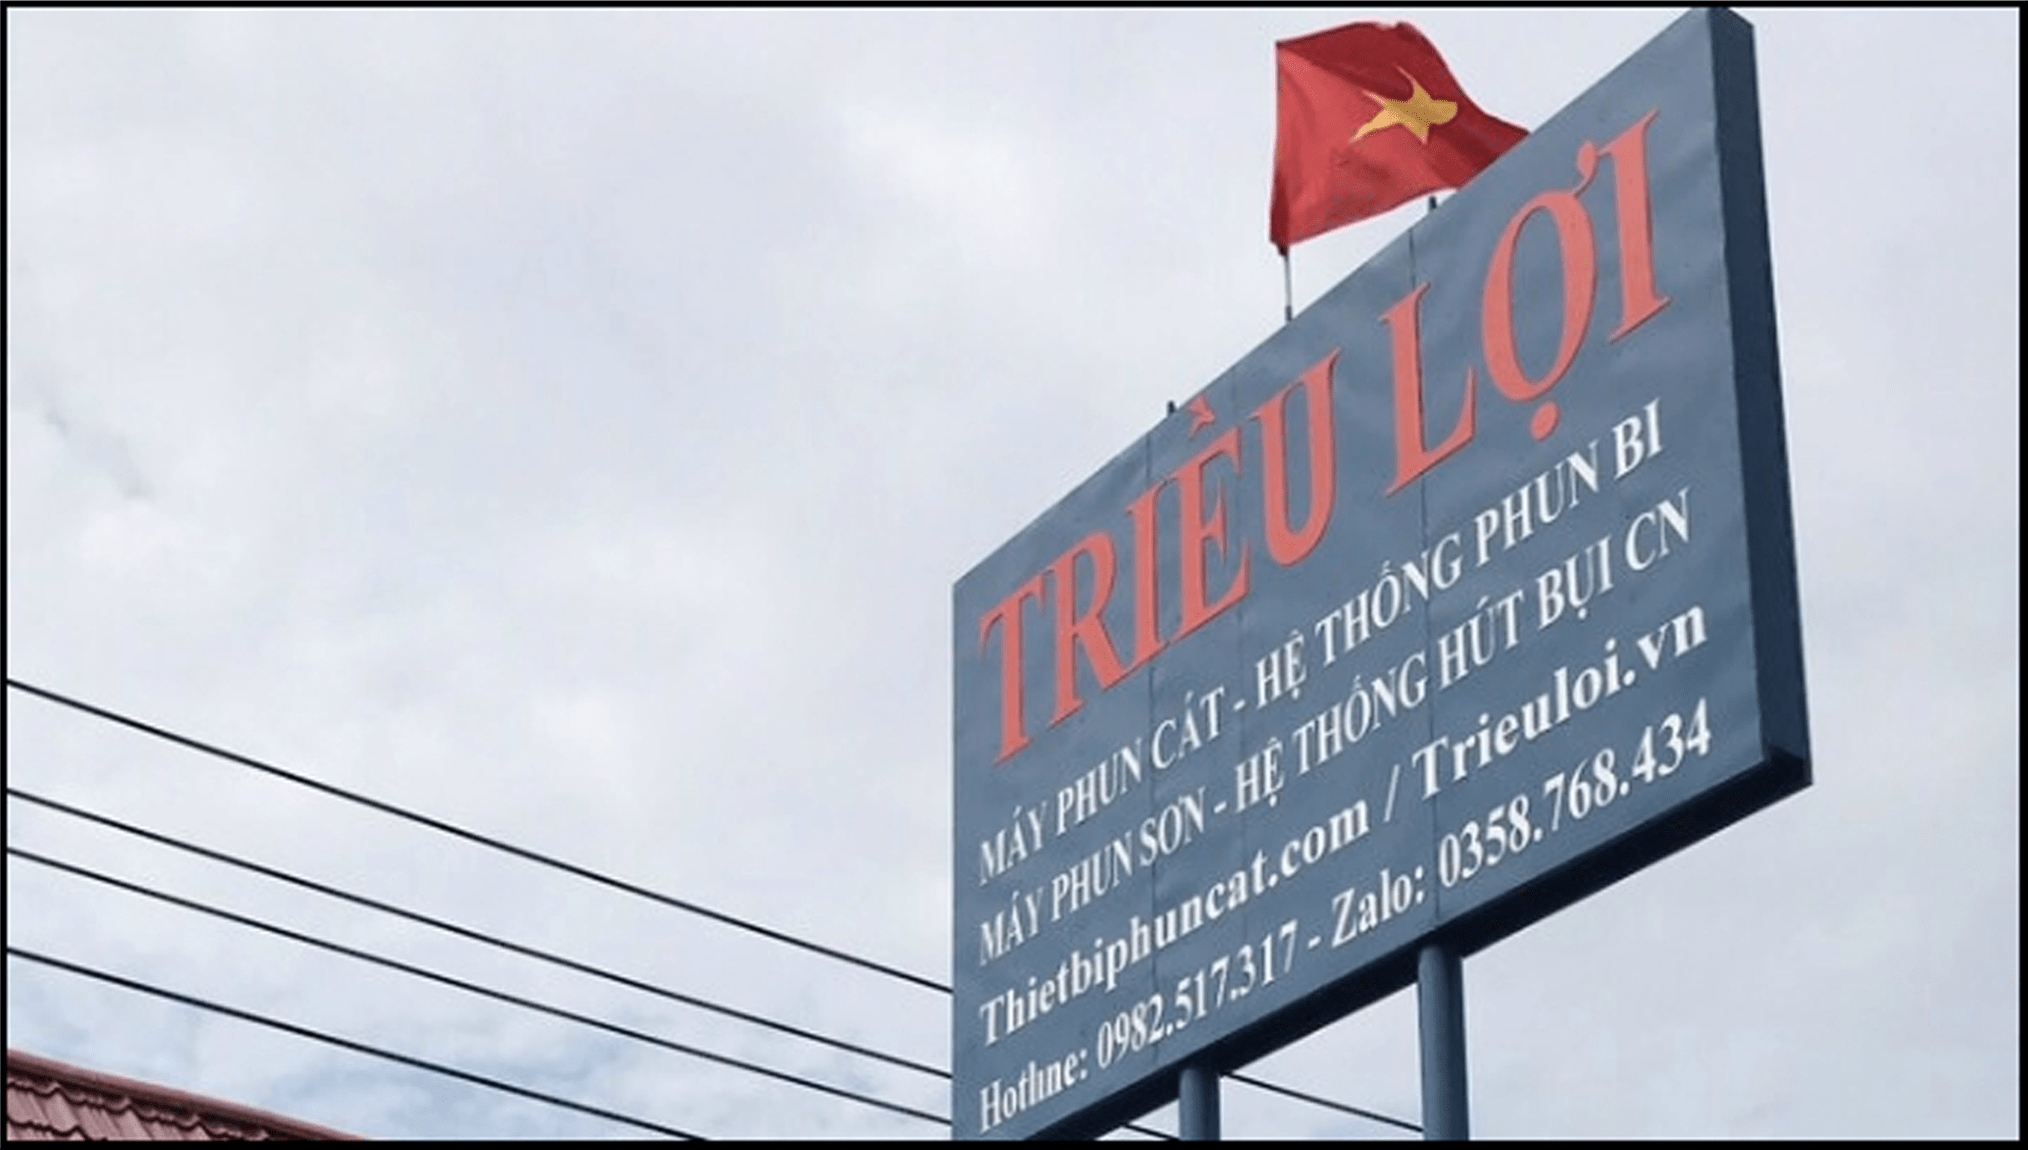 TRIỀU LỢI
MÁY PHUN CÁT - HỆ THỐNG PHUN BI
MÁY PHUN SƠN - HỆ THỐNG HÚT BỤI CN
Thietbiphuncat.com / Trieuloi.vn
Hotline: 0982.517.317 - Zalo: 0358.768.434